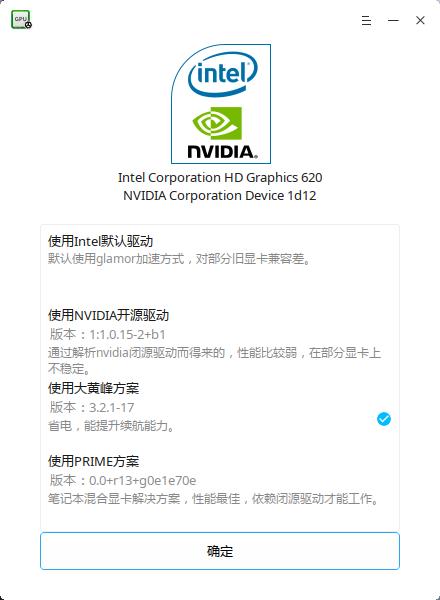 GPU
intel
NVIDIA.
Intel Corporation HD Graphics 620
NVIDIA Corporation Device 1d12
使用Intel默认驱动
默认使用glamor加速方式，对部分旧显卡兼容差。
使用NVIDIA开源驱动
版本：1:1.0.15-2+b1
通过解析nvidia闭源驱动而得来的，性能比较弱，在部分显卡上
不稳定。
使用大黄蜂方案
版本：3.2.1-17
省电，能提升续航能力。
使用PRIME方案
版本：0.0+r13+g0e1e70e
笔记本混合显卡解决方案，性能最佳，依赖闭源驱动才能工作。
确定